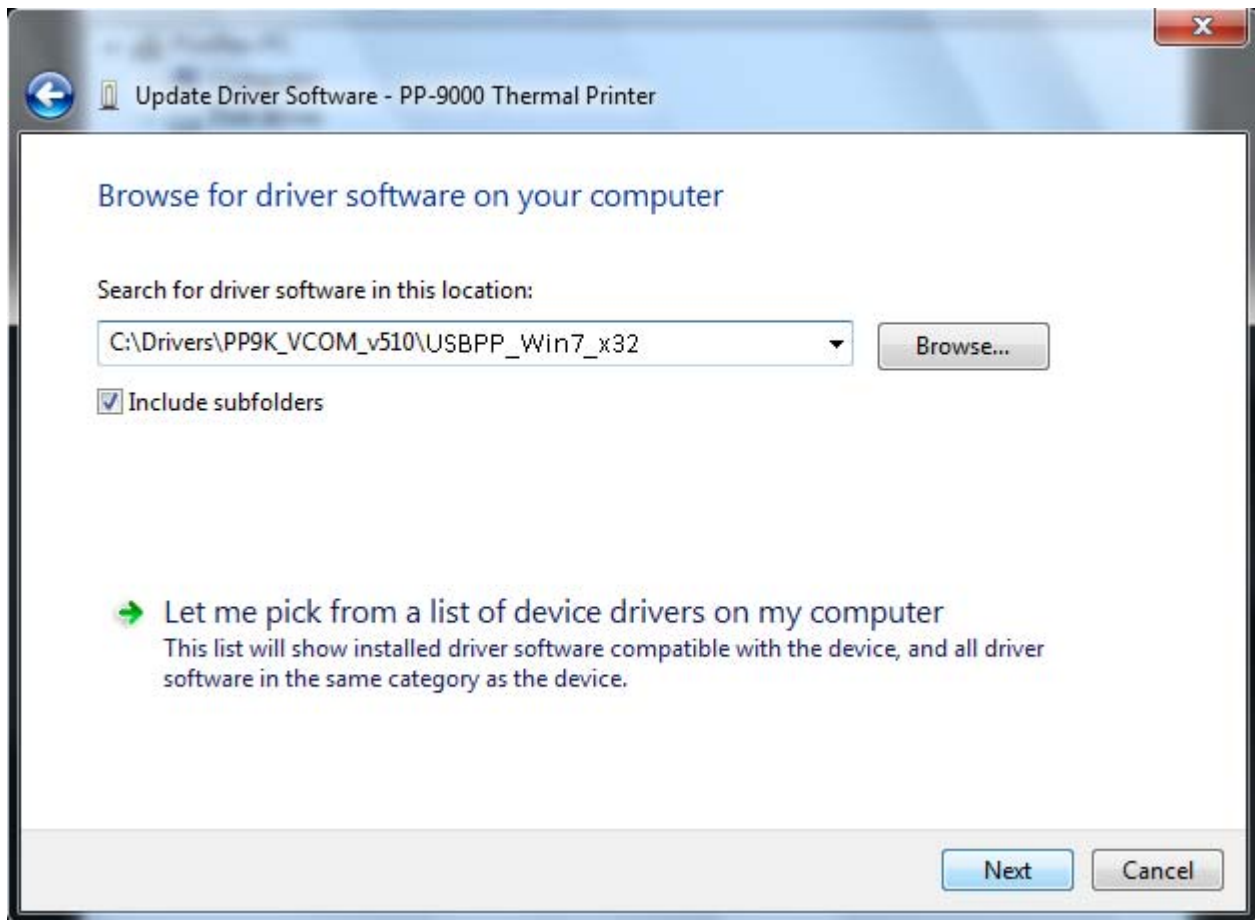 Update Driver Software - PP-9000 Thermal Printer
Browse for driver software on your computer
Search for driver software in this location:
C:\Drivers\PP9K_VCOM_v510\USBPP_Win7_x32
Browse...
Include subfolders
Let me pick from a list of device drivers on my computer
This list will show installed driver software compatible with the device, and all driver
software in the same category as the device.
Next
Cancel